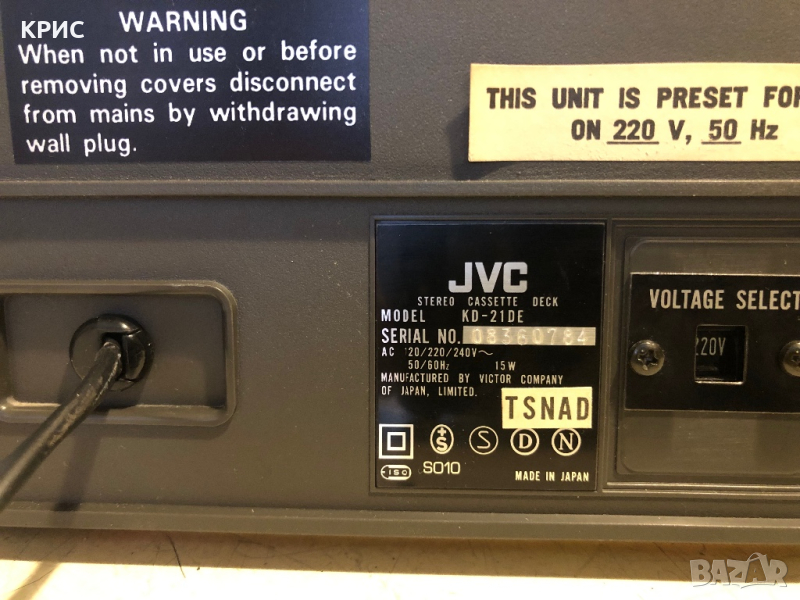 КРИС
WARNING
When not in use or before
removing covers disconnect
from mains by withdrawing
wall plug.
THIS UNIT IS PRESET FO
ON 220 V, 50 Hz
JVC
STEREO CASSETTE DECK
MODEL KD-21DE
SERIAL NO. 08360784
AC 120/220/240V~
50/60Hz 15W
MANUFACTURED BY VICTOR COMPANY
OF JAPAN, LIMITED.
TSNAD
S D N
ISC S010
MADE IN JAPAN
VOLTAGE SELECT
220V
BAZAR